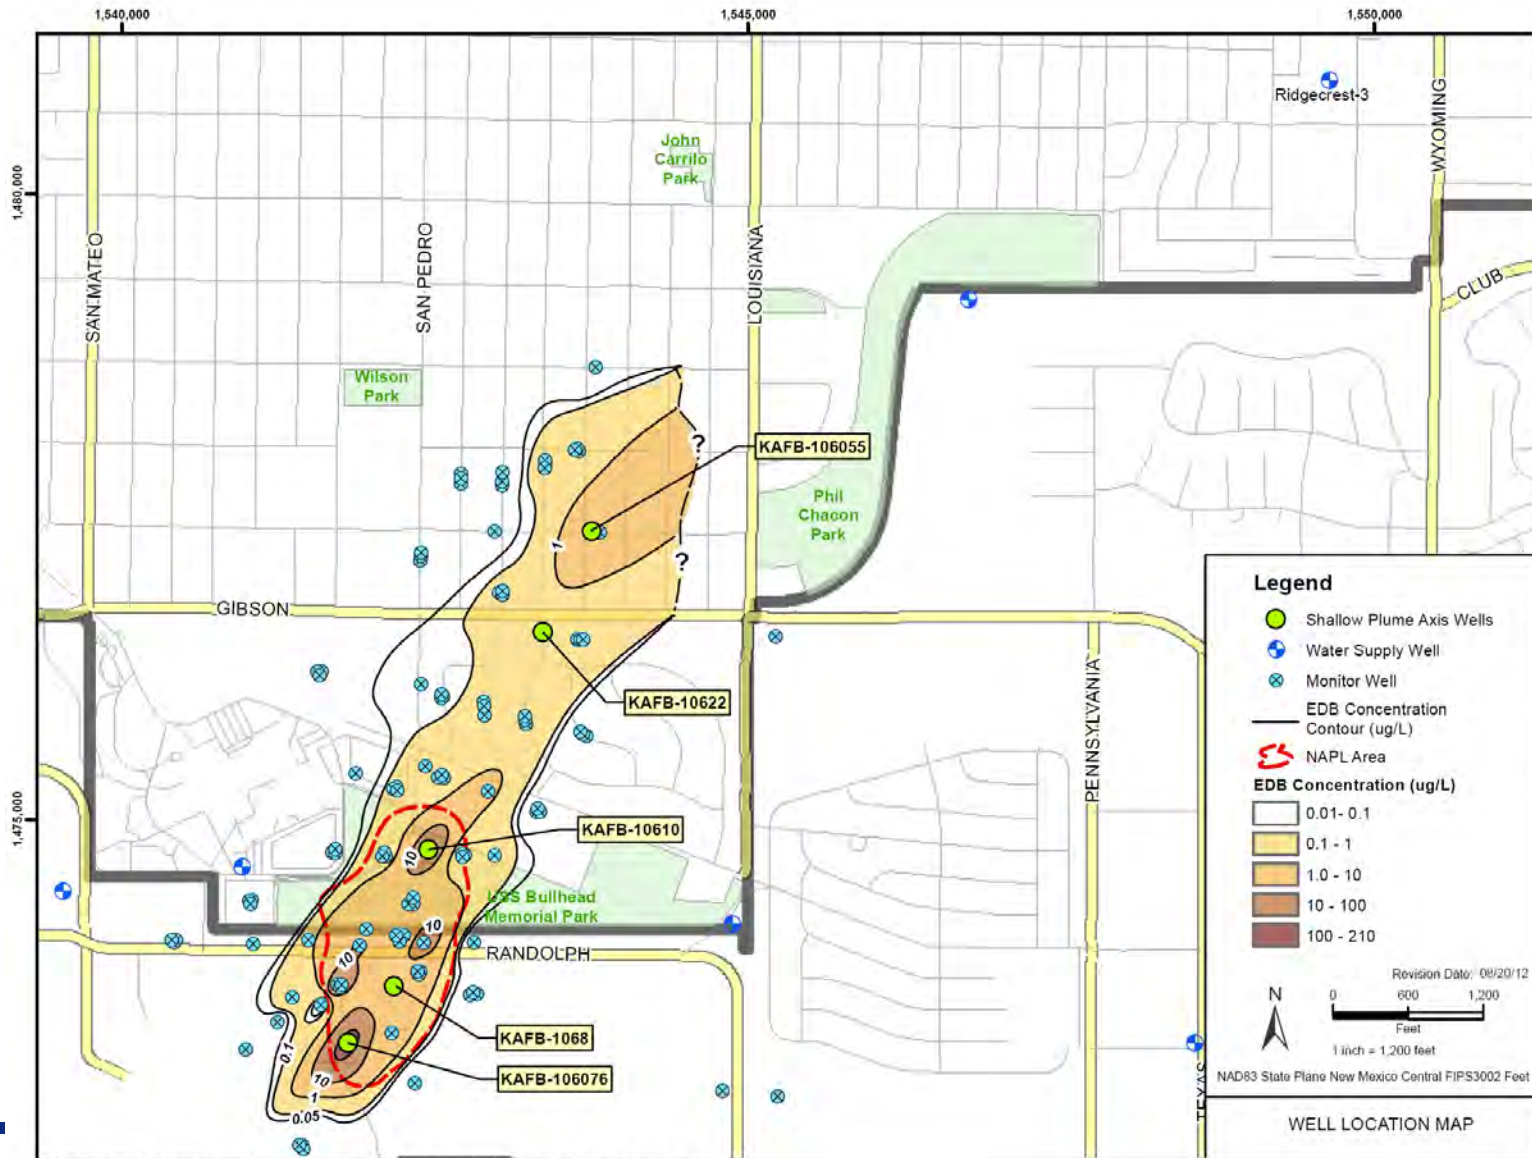 1,540,000
1,545,000
1,550,000
1,480,000
1,475,000
Ridgecrest-3
WYOMING
John
Carrilo
Park
SAN MATEO
SAN PEDRO
LOUISIANA
CLUB
Wilson
Park
?
KAFB-106055
Phil
Chacon
Park
1
?
GIBSON
KAFB-10622
PENNSYLVANIA
KAFB-10610
10
USS Bullhead
Memorial Park
10
RANDOLPH
10
KAFB-1068
0.1
KAFB-106076
10
1
0.05
TEXAS
Legend
Shallow Plume Axis Wells
Water Supply Well
Monitor Well
EDB Concentration
Contour (ug/L)
NAPL Area
EDB Concentration (ug/L)
0.01- 0.1
0.1 - 1
1.0 - 10
10 - 100
100 - 210
Revision Date: 08/20/12
N
0 600 1,200
Feet
1 inch = 1,200 feet
NAD83 State Plane New Mexico Central FIPS3002 Feet
WELL LOCATION MAP